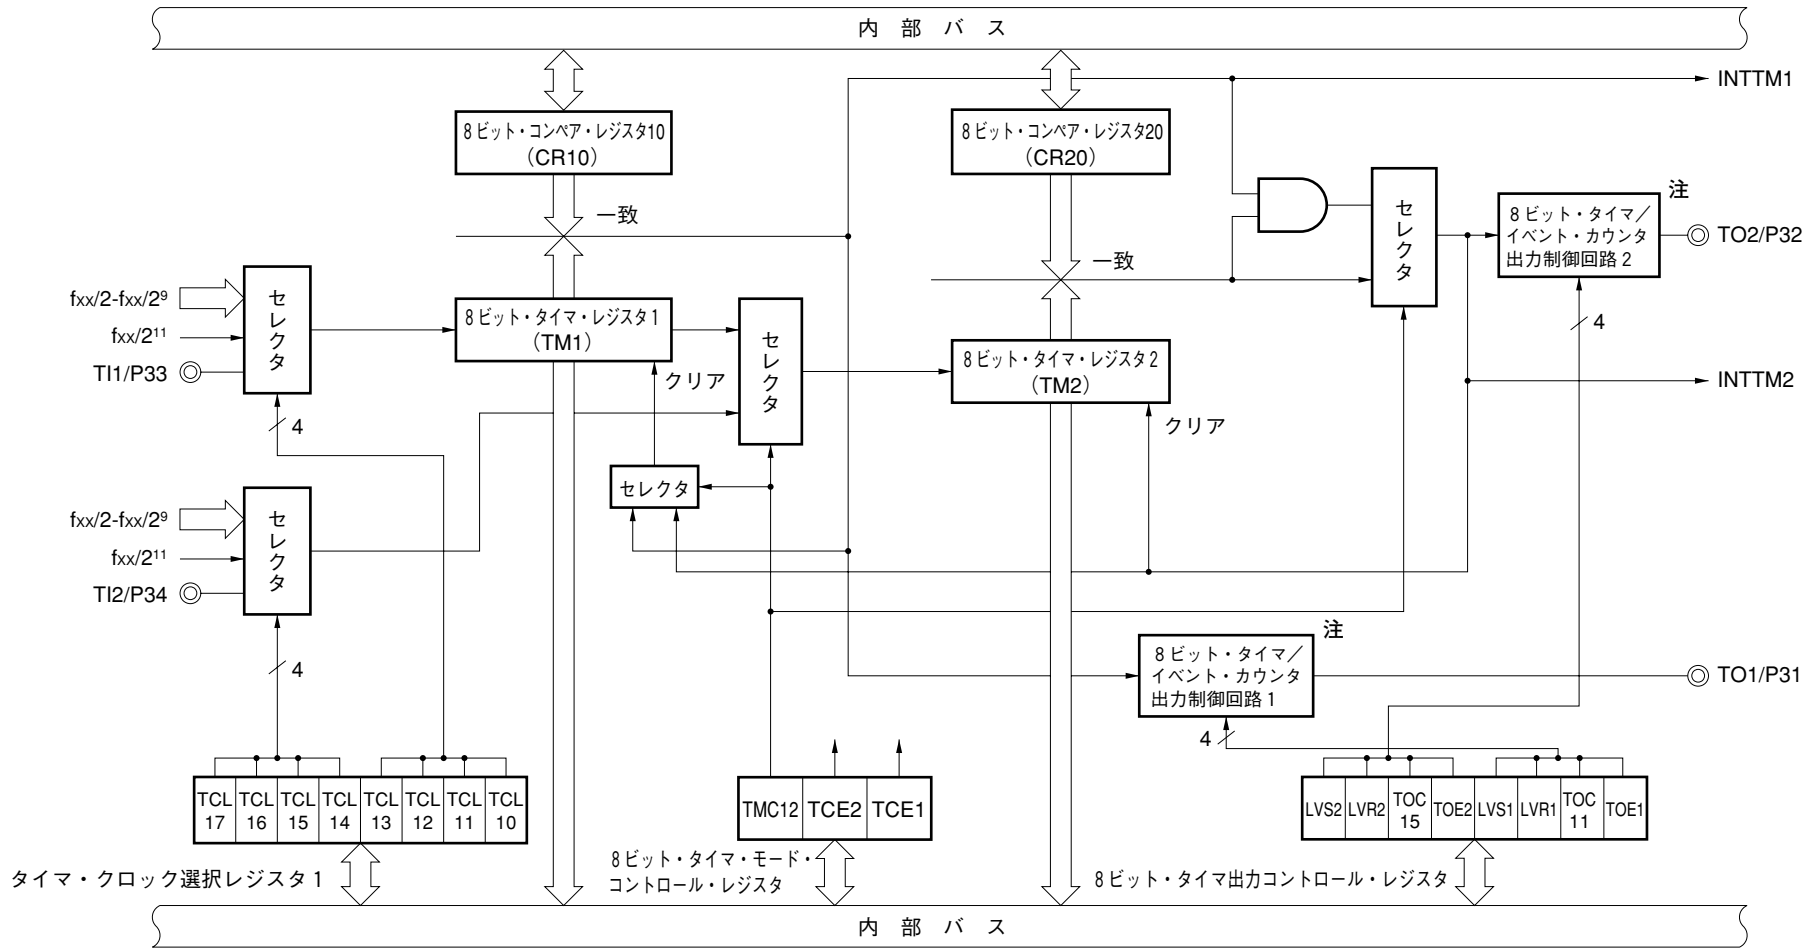 内部バス
INTTM1
8ビット・コンペア・レジスタ10
(CR10)
8ビット・コンペア・レジスタ20
(CR20)
一致
一致
セレクタ
注
8ビット・タイマ/
イベント・カウンタ
出力制御回路2
TO2/P32
4
fxx/2-fxx/2⁹
fxx/2¹¹
TI1/P33
セレクタ
4
8ビット・タイマ・レジスタ1
(TM1)
クリア
セレクタ
8ビット・タイマ・レジスタ2
(TM2)
クリア
INTTM2
セレクタ
fxx/2-fxx/2⁹
fxx/2¹¹
TI2/P34
セレクタ
4
注
8ビット・タイマ/
イベント・カウンタ
出力制御回路1
TO1/P31
4
TCL17 TCL16 TCL15 TCL14 TCL13 TCL12 TCL11 TCL10
タイマ・クロック選択レジスタ1
TMC12 TCE2 TCE1
8ビット・タイマ・モード・
コントロール・レジスタ
LVS2 LVR2 TOC15 TOE2 LVS1 LVR1 TOC11 TOE1
8ビット・タイマ出力コントロール・レジスタ
内部バス